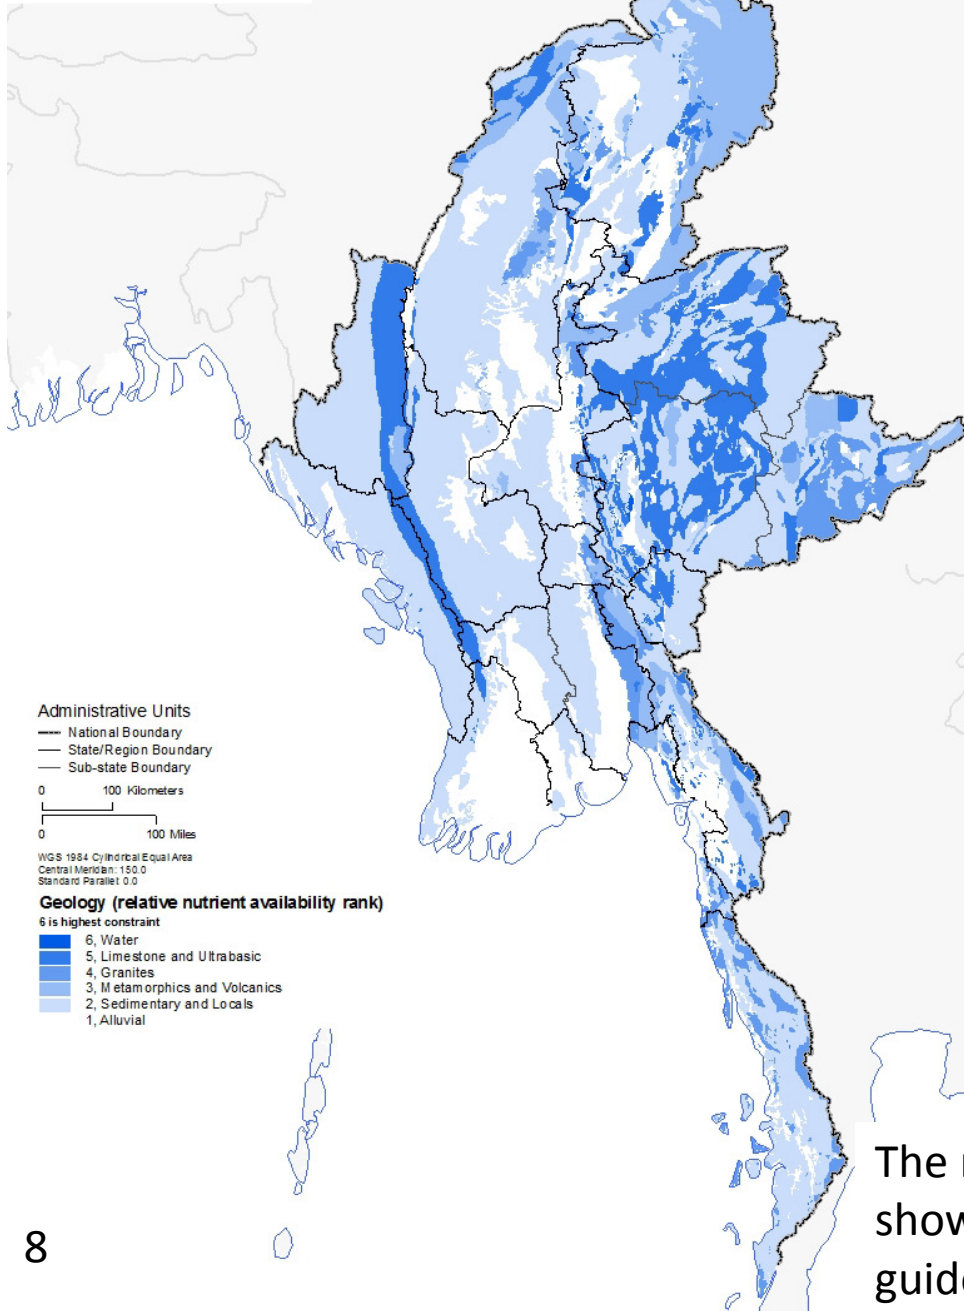 Administrative Units
National Boundary
State/Region Boundary
Sub-state Boundary
0 100 Kilometers
0 100 Miles
WGS 1984 Cylindrical Equal Area
Central Meridian: 150.0
Standard Parallel: 0.0
Geology (relative nutrient availability rank)
6 is highest constraint
6, Water
5, Limestone and Ultrabasic
4, Granites
3, Metamorphics and Volcanics
2, Sedimentary and Locals
1, Alluvial
8
The
show
guide